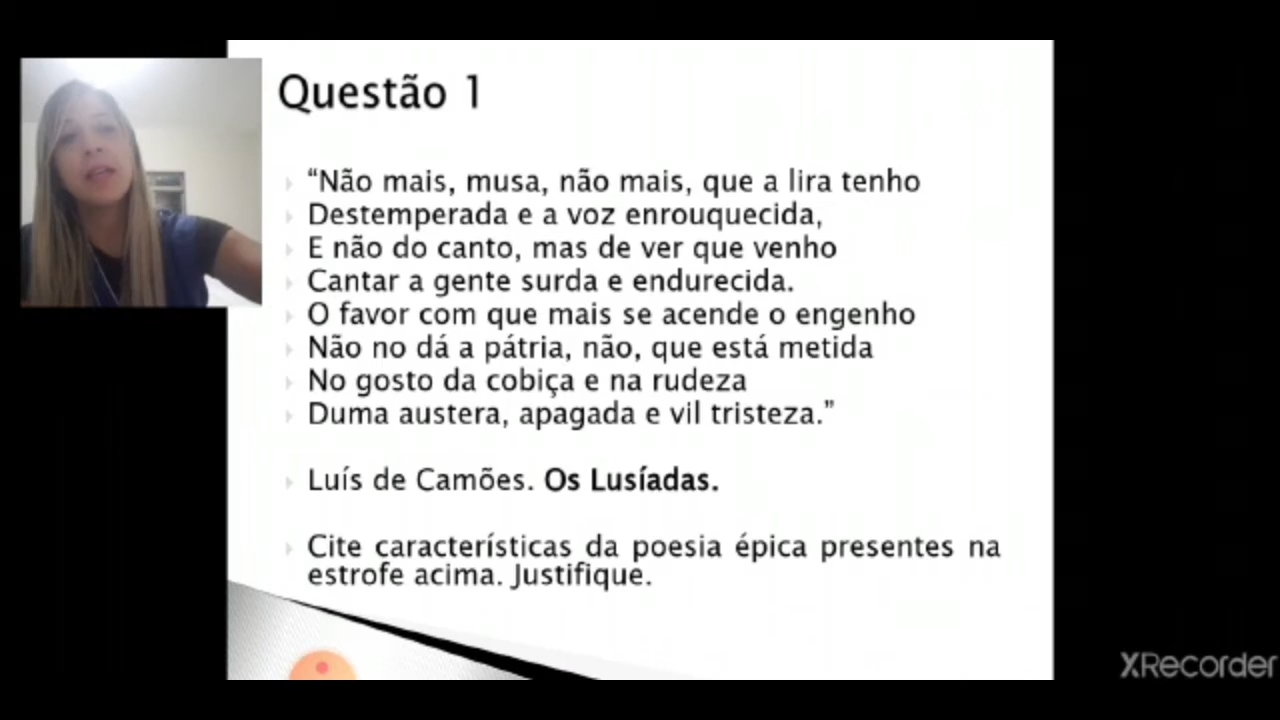 Questão 1
“Não mais, musa, não mais, que a lira tenho
Destemperada e a voz enrouquecida,
E não do canto, mas de ver que venho
Cantar a gente surda e endurecida.
O favor com que mais se acende o engenho
Não no dá a pátria, não, que está metida
No gosto da cobiça e na rudeza
Duma austera, apagada e vil tristeza.”
Luís de Camões. Os Lusíadas.
Cite características da poesia épica presentes na
estrofe acima. Justifique.
XRecorder